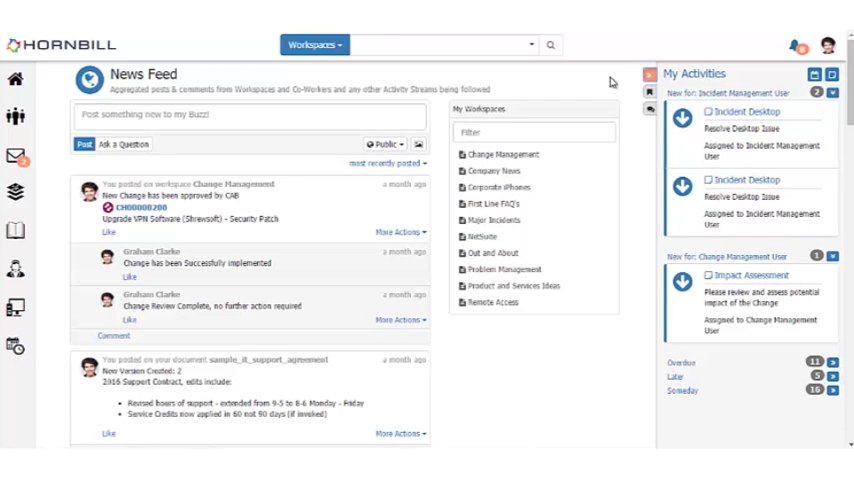 HORNBILL
Workspaces
8
News Feed
Aggregated posts & comments from Workspaces and Co-Workers and any other Activity Streams being followed
Post something new to my Buzz!
Post
Ask a Question
Public
most recently posted
You posted on workspace Change Management
a month ago
New Change has been approved by CAB
CH00000200
Upgrade VPN Software (Shrewsoft) - Security Patch
Like
More Actions
Graham Clarke
a month ago
Change has been Successfully implemented
Like
Graham Clarke
a month ago
Change Review Complete, no further action required
Like
More Actions
Comment
You posted on your document sample_it_support_agreement
a month ago
New Version Created: 2
2016 Support Contract, edits include:
• Revised hours of support - extended from 9-5 to 8-6 Monday - Friday
• Service Credits now applied in 60 not 90 days (if invoked)
Like
More Actions
2
My Workspaces
Filter
Change Management
Company News
Corporate iPhones
First Line FAQ's
Major Incidents
NetSuite
Out and About
Problem Management
Product and Services Ideas
Remote Access
My Activities
New for: Incident Management User
2
Incident Desktop
Resolve Desktop Issue
Assigned to Incident Management
User
Incident Desktop
Resolve Desktop Issue
Assigned to Incident Management
User
New for: Change Management User
1
Impact Assessment
Please review and assess potential
impact of the Change
Assigned to Change Management
User
Overdue
11
Later
5
Someday
16